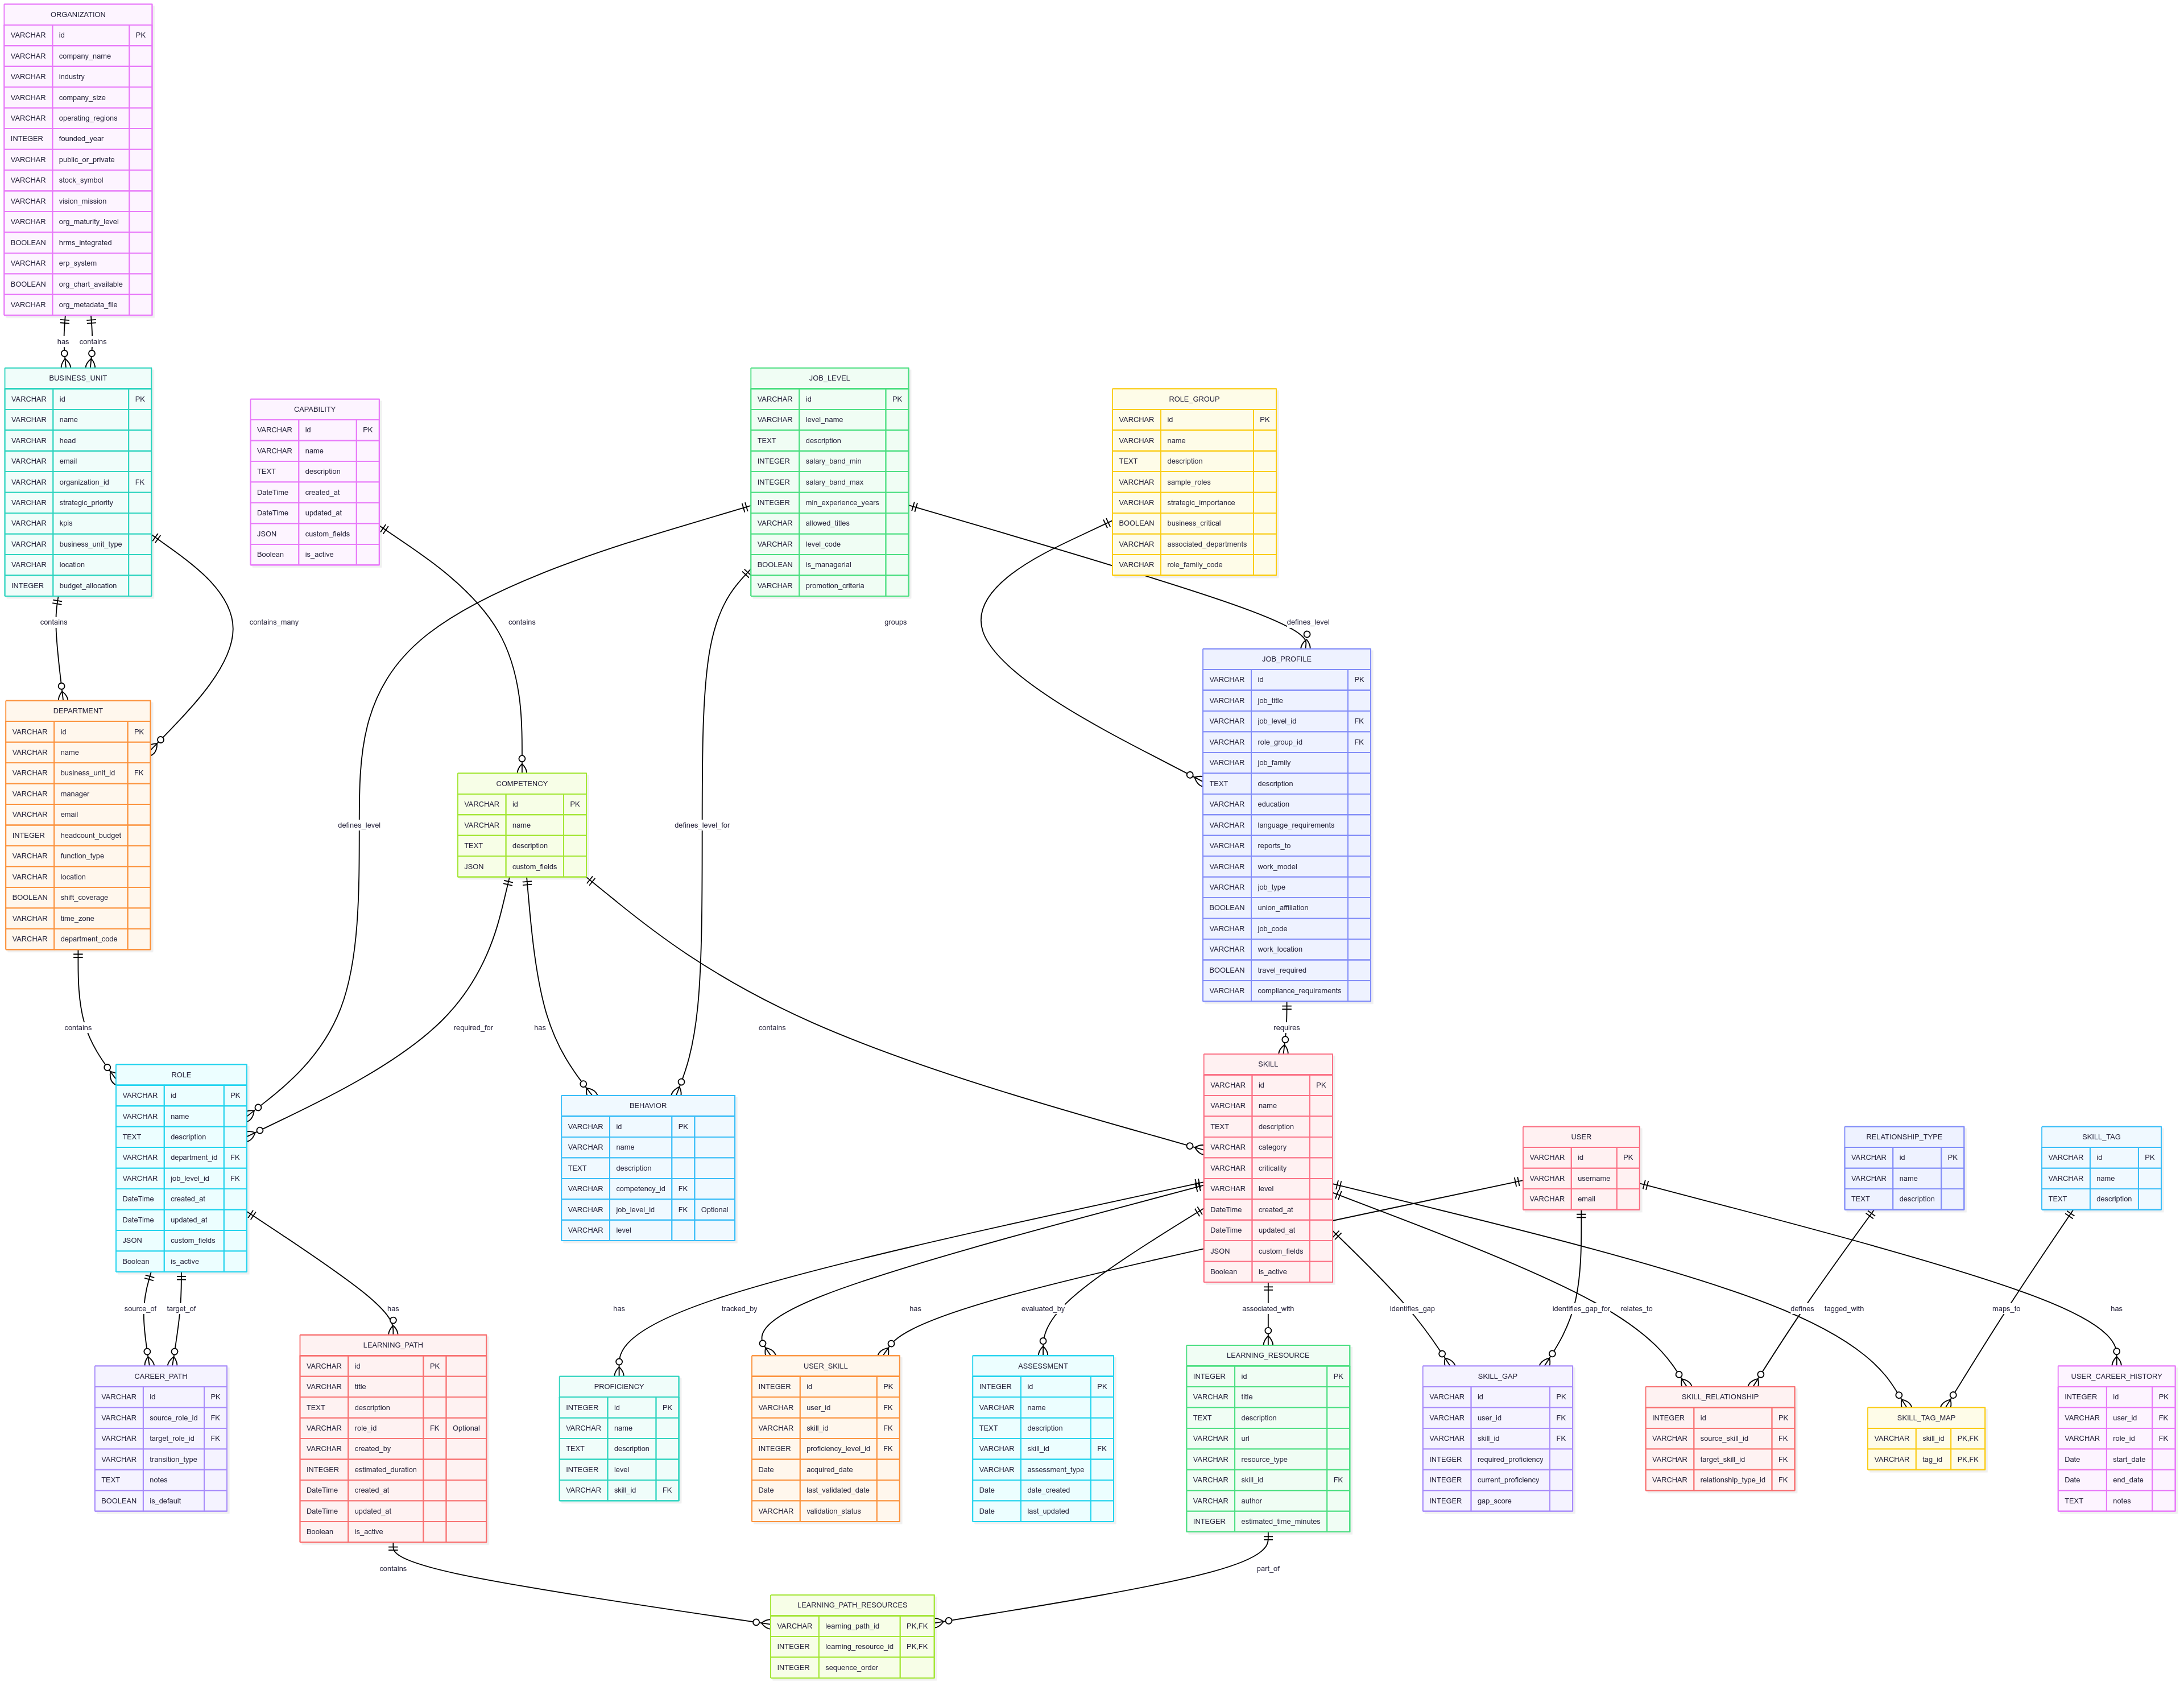 ORGANIZATION
VARCHAR id PK
VARCHAR company_name
VARCHAR industry
VARCHAR company_size
VARCHAR operating_regions
INTEGER founded_year
VARCHAR public_or_private
VARCHAR stock_symbol
VARCHAR vision_mission
VARCHAR org_maturity_level
BOOLEAN hrms_integrated
VARCHAR erp_system
BOOLEAN org_chart_available
VARCHAR org_metadata_file
has
contains
BUSINESS_UNIT
VARCHAR id PK
VARCHAR name
VARCHAR head
VARCHAR email
VARCHAR organization_id FK
VARCHAR strategic_priority
VARCHAR kpis
VARCHAR business_unit_type
VARCHAR location
INTEGER budget_allocation
CAPABILITY
VARCHAR id PK
VARCHAR name
TEXT description
DateTime created_at
DateTime updated_at
JSON custom_fields
Boolean is_active
JOB_LEVEL
VARCHAR id PK
VARCHAR level_name
TEXT description
INTEGER salary_band_min
INTEGER salary_band_max
INTEGER min_experience_years
VARCHAR allowed_titles
VARCHAR level_code
BOOLEAN is_managerial
VARCHAR promotion_criteria
ROLE_GROUP
VARCHAR id PK
VARCHAR name
TEXT description
VARCHAR sample_roles
VARCHAR strategic_importance
BOOLEAN business_critical
VARCHAR associated_departments
VARCHAR role_family_code
contains
contains_many
contains
groups
defines_level
DEPARTMENT
VARCHAR id PK
VARCHAR name
VARCHAR business_unit_id FK
VARCHAR manager
VARCHAR email
INTEGER headcount_budget
VARCHAR function_type
VARCHAR location
BOOLEAN shift_coverage
VARCHAR time_zone
VARCHAR department_code
defines_level
COMPETENCY
VARCHAR id PK
VARCHAR name
TEXT description
JSON custom_fields
defines_level_for
JOB_PROFILE
VARCHAR id PK
VARCHAR job_title
VARCHAR job_level_id FK
VARCHAR role_group_id FK
VARCHAR job_family
TEXT description
VARCHAR education
VARCHAR language_requirements
VARCHAR reports_to
VARCHAR work_model
VARCHAR job_type
BOOLEAN union_affiliation
VARCHAR job_code
VARCHAR work_location
BOOLEAN travel_required
VARCHAR compliance_requirements
contains
required_for
has
contains
requires
ROLE
VARCHAR id PK
VARCHAR name
TEXT description
VARCHAR department_id FK
VARCHAR job_level_id FK
DateTime created_at
DateTime updated_at
JSON custom_fields
Boolean is_active
BEHAVIOR
VARCHAR id PK
VARCHAR name
TEXT description
VARCHAR competency_id FK
VARCHAR job_level_id FK Optional
VARCHAR level
SKILL
VARCHAR id PK
VARCHAR name
TEXT description
VARCHAR category
VARCHAR criticality
VARCHAR level
DateTime created_at
DateTime updated_at
JSON custom_fields
Boolean is_active
USER
VARCHAR id PK
VARCHAR username
VARCHAR email
RELATIONSHIP_TYPE
VARCHAR id PK
VARCHAR name
TEXT description
SKILL_TAG
VARCHAR id PK
VARCHAR name
TEXT description
source_of
target_of
has
has
tracked_by
has
evaluated_by
associated_with
identifies_gap
identifies_gap_for
relates_to
defines
tagged_with
maps_to
has
CAREER_PATH
VARCHAR id PK
VARCHAR source_role_id FK
VARCHAR target_role_id FK
VARCHAR transition_type
TEXT notes
BOOLEAN is_default
LEARNING_PATH
VARCHAR id PK
VARCHAR title
TEXT description
VARCHAR role_id FK Optional
VARCHAR created_by
INTEGER estimated_duration
DateTime created_at
DateTime updated_at
Boolean is_active
PROFICIENCY
INTEGER id PK
VARCHAR name
TEXT description
INTEGER level
VARCHAR skill_id FK
USER_SKILL
INTEGER id PK
VARCHAR user_id FK
VARCHAR skill_id FK
INTEGER proficiency_level_id FK
Date acquired_date
Date last_validated_date
VARCHAR validation_status
ASSESSMENT
INTEGER id PK
VARCHAR name
TEXT description
VARCHAR skill_id FK
VARCHAR assessment_type
Date date_created
Date last_updated
LEARNING_RESOURCE
INTEGER id PK
VARCHAR title
TEXT description
VARCHAR url
VARCHAR resource_type
VARCHAR skill_id FK
VARCHAR author
INTEGER estimated_time_minutes
SKILL_GAP
VARCHAR id PK
VARCHAR user_id FK
VARCHAR skill_id FK
INTEGER required_proficiency
INTEGER current_proficiency
INTEGER gap_score
SKILL_RELATIONSHIP
INTEGER id PK
VARCHAR source_skill_id FK
VARCHAR target_skill_id FK
VARCHAR relationship_type_id FK
SKILL_TAG_MAP
VARCHAR skill_id PK,FK
VARCHAR tag_id PK,FK
USER_CAREER_HISTORY
INTEGER id PK
VARCHAR user_id FK
VARCHAR role_id FK
Date start_date
Date end_date
TEXT notes
contains
part_of
LEARNING_PATH_RESOURCES
VARCHAR learning_path_id PK,FK
INTEGER learning_resource_id PK,FK
INTEGER sequence_order